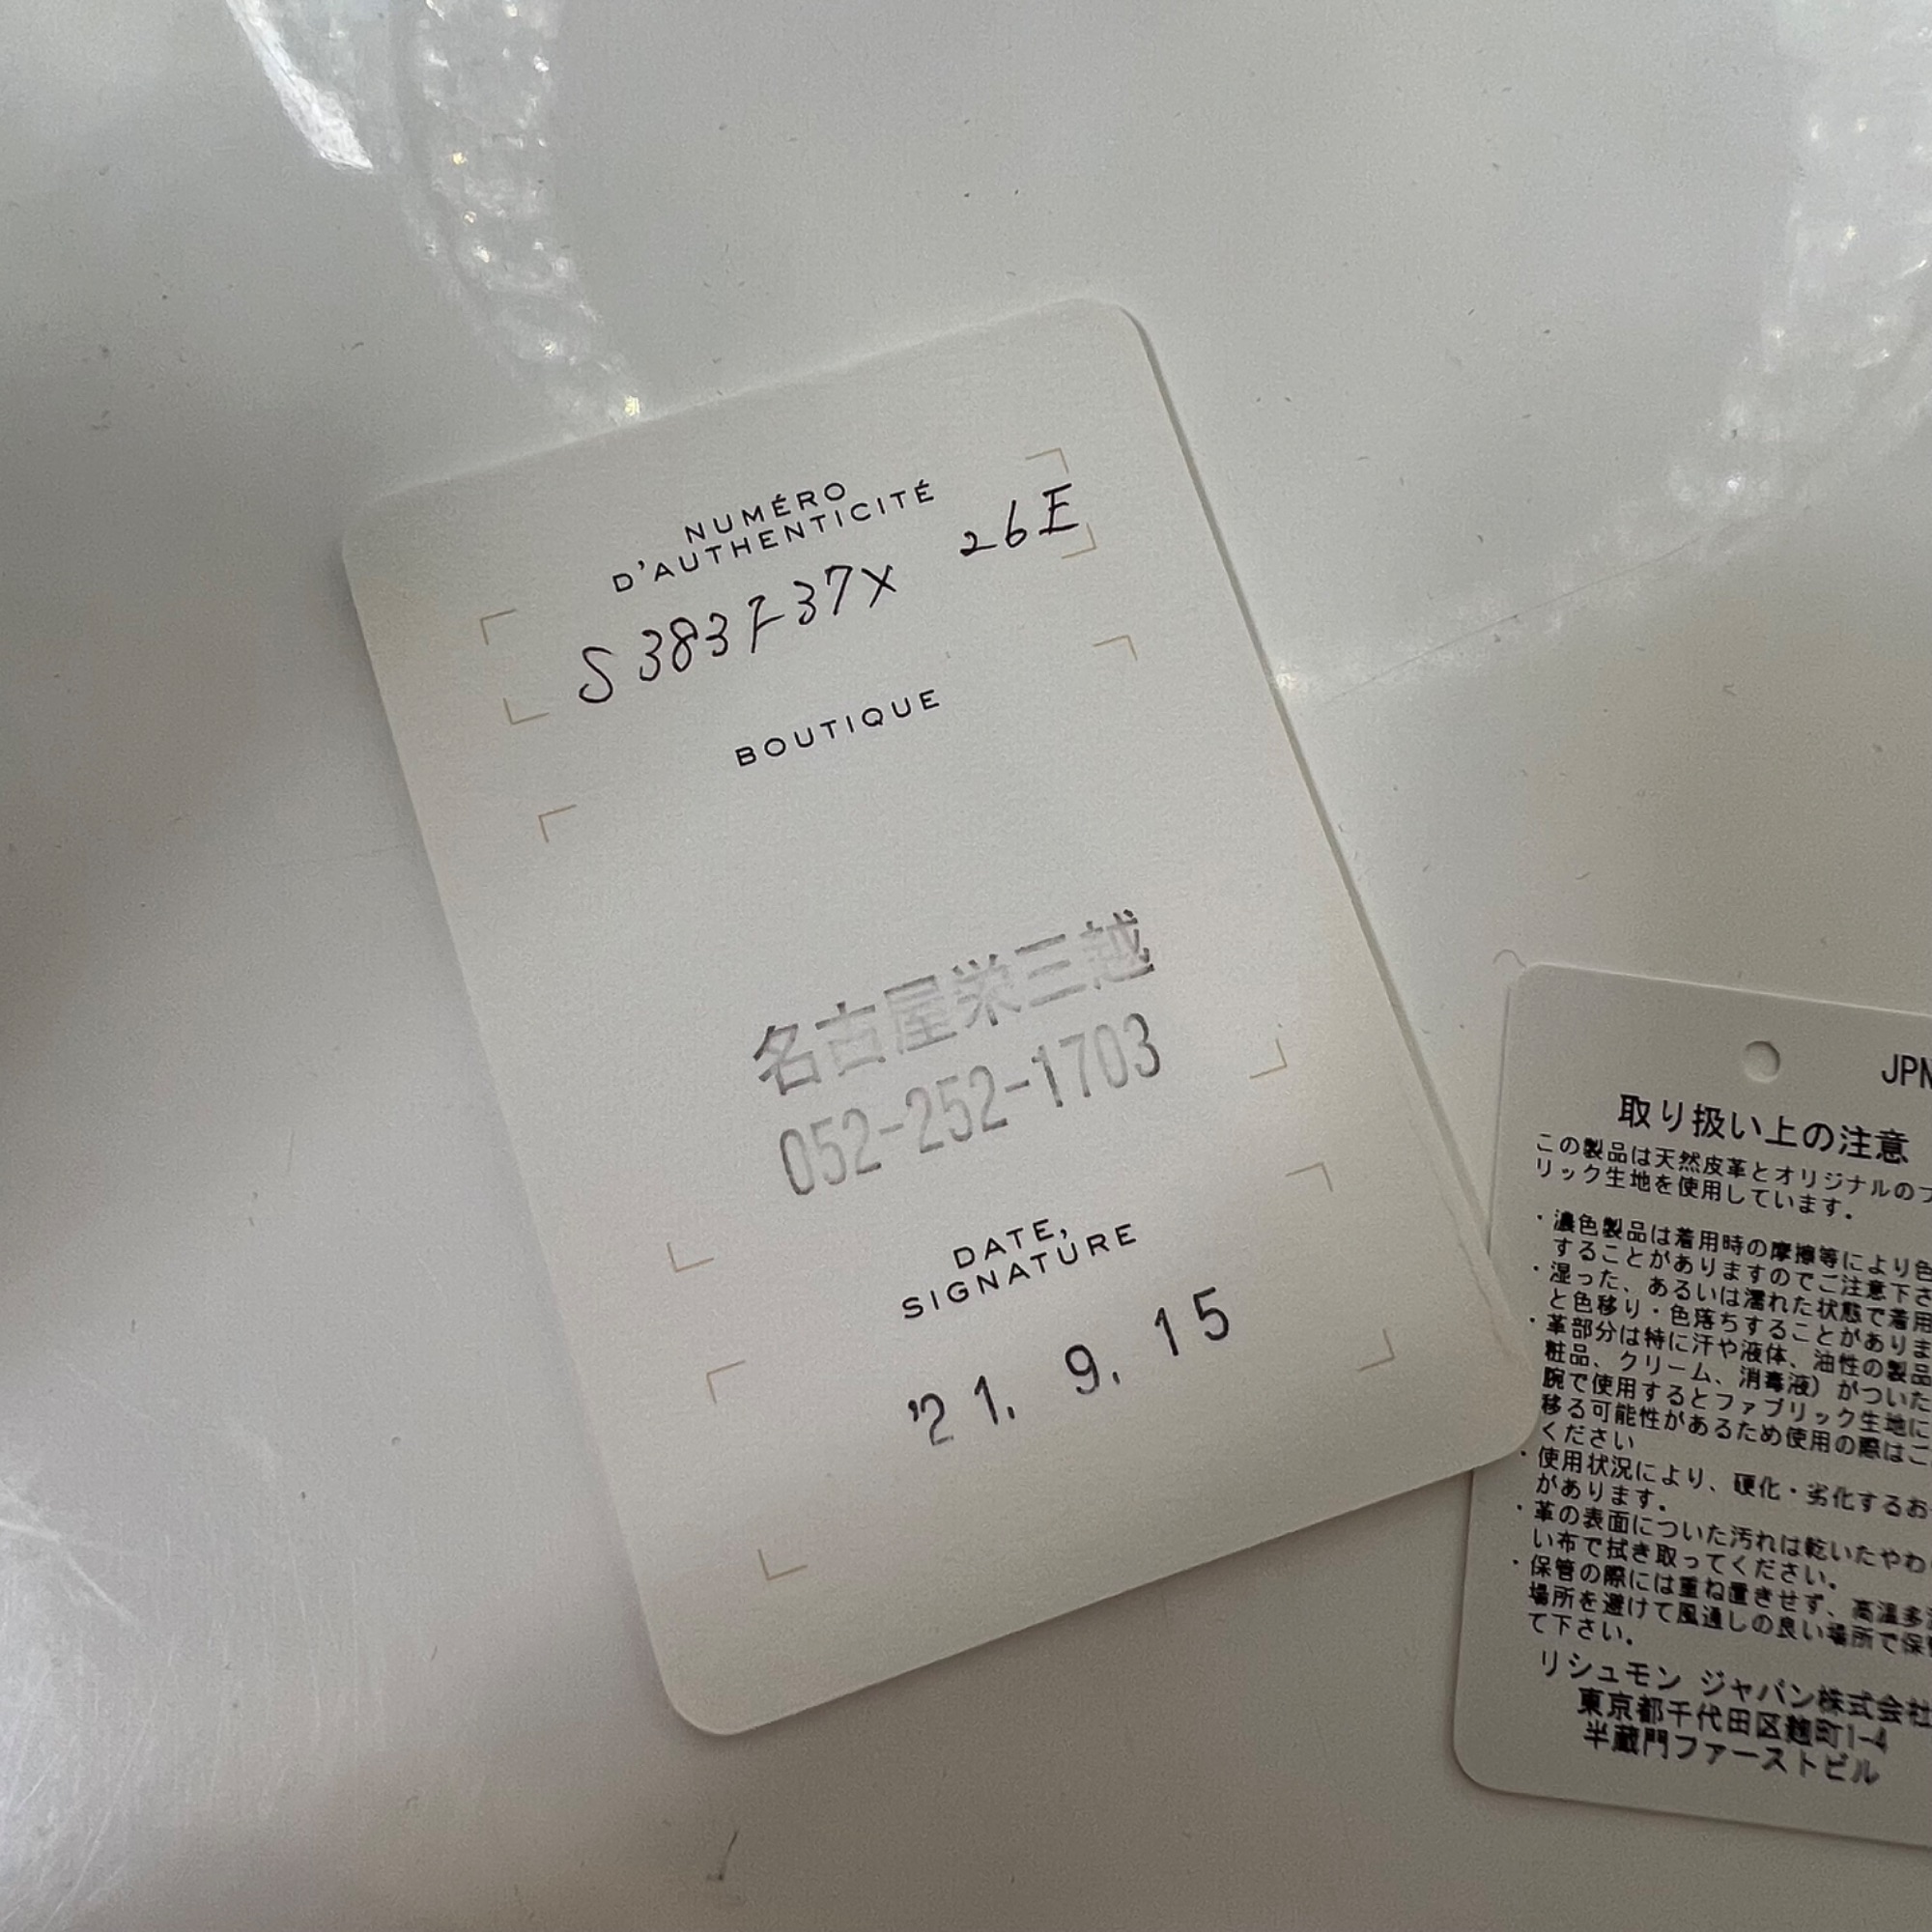 NUMÉRO
D'AUTHENTICITÉ
S383F37X 26E
BOUTIQUE
名古屋栄三越
052-252-1703
DATE,
SIGNATURE
'21. 9. 15
JPN
取り扱い上の注意
この製品は天然皮革とオリジナルのフ
リック生地を使用しています。
・濃色製品は着用時の摩擦等により色
することがありますのでご注意下さ
・湿った、あるいは濡れた状態で着用
と色移り・色落ちすることがありま
・革部分は特に汗や液体、油性の製品
粧品、クリーム、消毒液）がついた
腕で使用するとファブリック生地に
移る可能性があるため使用の際はご
ください
・使用状況により、硬化・劣化するお
があります。
・革の表面についた汚れは乾いたやわ
い布で拭き取ってください。
・保管の際には重ね置きせず、高温多
場所を避けて風通しの良い場所で保管
て下さい。
リシュモン ジャパン株式会社
東京都千代田区麹町1-4
半蔵門ファーストビル